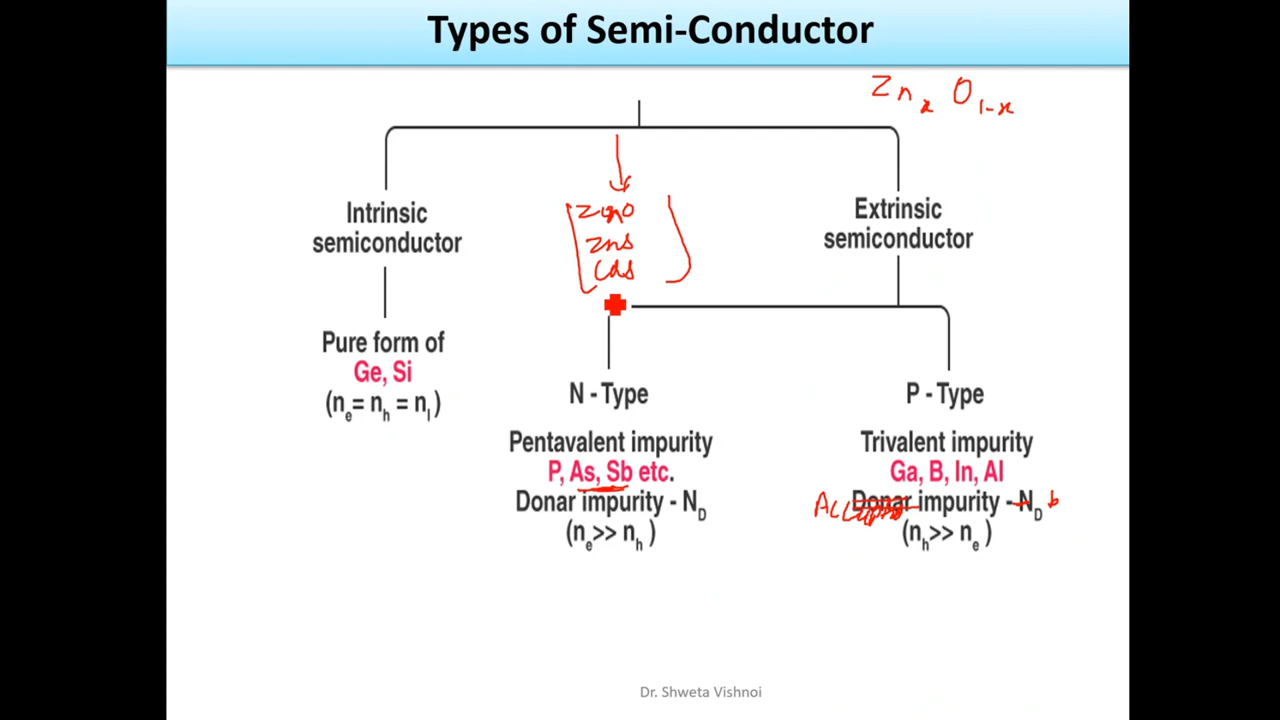 Types of Semi-Conductor
Zn x O 1-x
Intrinsic
semiconductor
ZnO
ZnS
CdS
Extrinsic
semiconductor
Pure form of
Ge, Si
(ne= nh = nI)
N - Type
Pentavalent impurity
P, As, Sb etc.
Donar impurity - ND
(ne>> nh )
P - Type
Trivalent impurity
Ga, B, In, Al
Donar impurity - ND
(nh>> ne )
Dr. Shweta Vishnoi